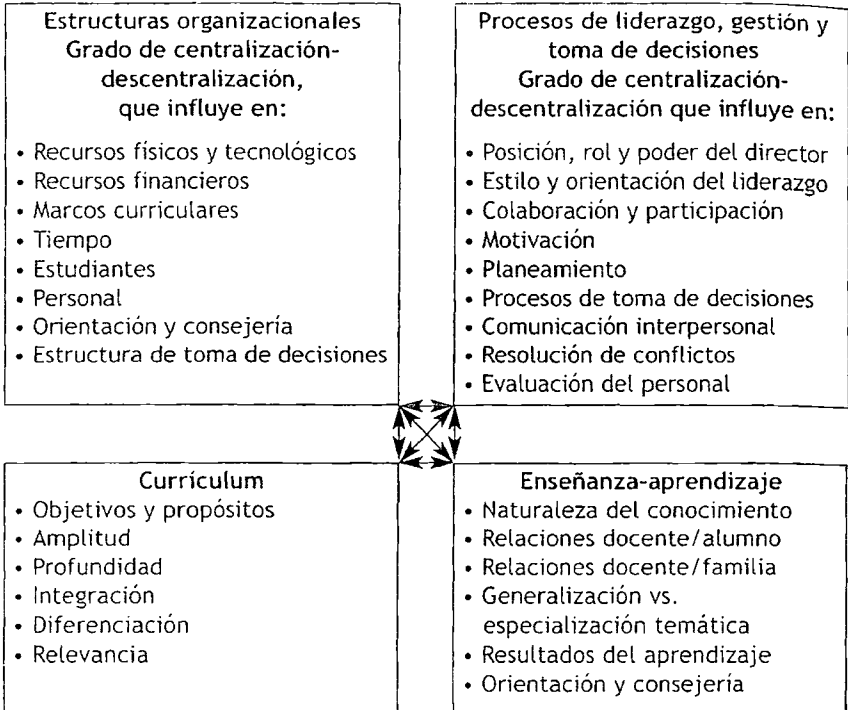 Estructuras organizacionales
Grado de centralización-
descentralización,
que influye en:
• Recursos físicos y tecnológicos
• Recursos financieros
• Marcos curriculares
• Tiempo
• Estudiantes
• Personal
• Orientación y consejería
• Estructura de toma de decisiones
Procesos de liderazgo, gestión y
toma de decisiones
Grado de centralización-
descentralización que influye en:
• Posición, rol y poder del director
• Estilo y orientación del liderazgo
• Colaboración y participación
• Motivación
• Planeamiento
• Procesos de toma de decisiones
• Comunicación interpersonal
• Resolución de conflictos
• Evaluación del personal
Currículum
• Objetivos y propósitos
• Amplitud
• Profundidad
• Integración
• Diferenciación
• Relevancia
Enseñanza-aprendizaje
• Naturaleza del conocimiento
• Relaciones docente/alumno
• Relaciones docente/familia
• Generalización vs.
especialización temática
• Resultados del aprendizaje
• Orientación y consejería